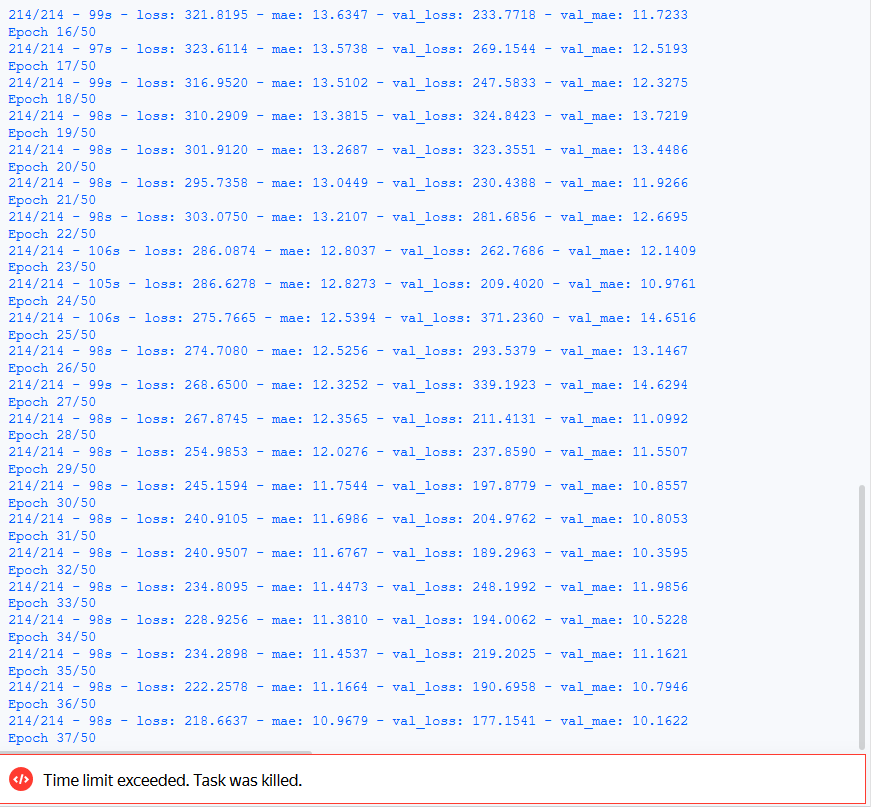 214/214 - 99s - loss: 321.8195 - mae: 13.6347 - val_loss: 233.7718 - val_mae: 11.7233
Epoch 16/50
214/214 - 97s - loss: 323.6114 - mae: 13.5738 - val_loss: 269.1544 - val_mae: 12.5193
Epoch 17/50
214/214 - 99s - loss: 316.9520 - mae: 13.5102 - val_loss: 247.5833 - val_mae: 12.3275
Epoch 18/50
214/214 - 98s - loss: 310.2909 - mae: 13.3815 - val_loss: 324.8423 - val_mae: 13.7219
Epoch 19/50
214/214 - 98s - loss: 301.9120 - mae: 13.2687 - val_loss: 323.3551 - val_mae: 13.4486
Epoch 20/50
214/214 - 98s - loss: 295.7358 - mae: 13.0449 - val_loss: 230.4388 - val_mae: 11.9266
Epoch 21/50
214/214 - 98s - loss: 303.0750 - mae: 13.2107 - val_loss: 281.6856 - val_mae: 12.6695
Epoch 22/50
214/214 - 106s - loss: 286.0874 - mae: 12.8037 - val_loss: 262.7686 - val_mae: 12.1409
Epoch 23/50
214/214 - 105s - loss: 286.6278 - mae: 12.8273 - val_loss: 209.4020 - val_mae: 10.9761
Epoch 24/50
214/214 - 106s - loss: 275.7665 - mae: 12.5394 - val_loss: 371.2360 - val_mae: 14.6516
Epoch 25/50
214/214 - 98s - loss: 274.7080 - mae: 12.5256 - val_loss: 293.5379 - val_mae: 13.1467
Epoch 26/50
214/214 - 99s - loss: 268.6500 - mae: 12.3252 - val_loss: 339.1923 - val_mae: 14.6294
Epoch 27/50
214/214 - 98s - loss: 267.8745 - mae: 12.3565 - val_loss: 211.4131 - val_mae: 11.0992
Epoch 28/50
214/214 - 98s - loss: 254.9853 - mae: 12.0276 - val_loss: 237.8590 - val_mae: 11.5507
Epoch 29/50
214/214 - 98s - loss: 245.1594 - mae: 11.7544 - val_loss: 197.8779 - val_mae: 10.8557
Epoch 30/50
214/214 - 98s - loss: 240.9105 - mae: 11.6986 - val_loss: 204.9762 - val_mae: 10.8053
Epoch 31/50
214/214 - 98s - loss: 240.9507 - mae: 11.6767 - val_loss: 189.2963 - val_mae: 10.3595
Epoch 32/50
214/214 - 98s - loss: 234.8095 - mae: 11.4473 - val_loss: 248.1992 - val_mae: 11.9856
Epoch 33/50
214/214 - 98s - loss: 228.9256 - mae: 11.3810 - val_loss: 194.0062 - val_mae: 10.5228
Epoch 34/50
214/214 - 98s - loss: 234.2898 - mae: 11.4537 - val_loss: 219.2025 - val_mae: 11.1621
Epoch 35/50
214/214 - 98s - loss: 222.2578 - mae: 11.1664 - val_loss: 190.6958 - val_mae: 10.7946
Epoch 36/50
214/214 - 98s - loss: 218.6637 - mae: 10.9679 - val_loss: 177.1541 - val_mae: 10.1622
Epoch 37/50
Time limit exceeded. Task was killed.